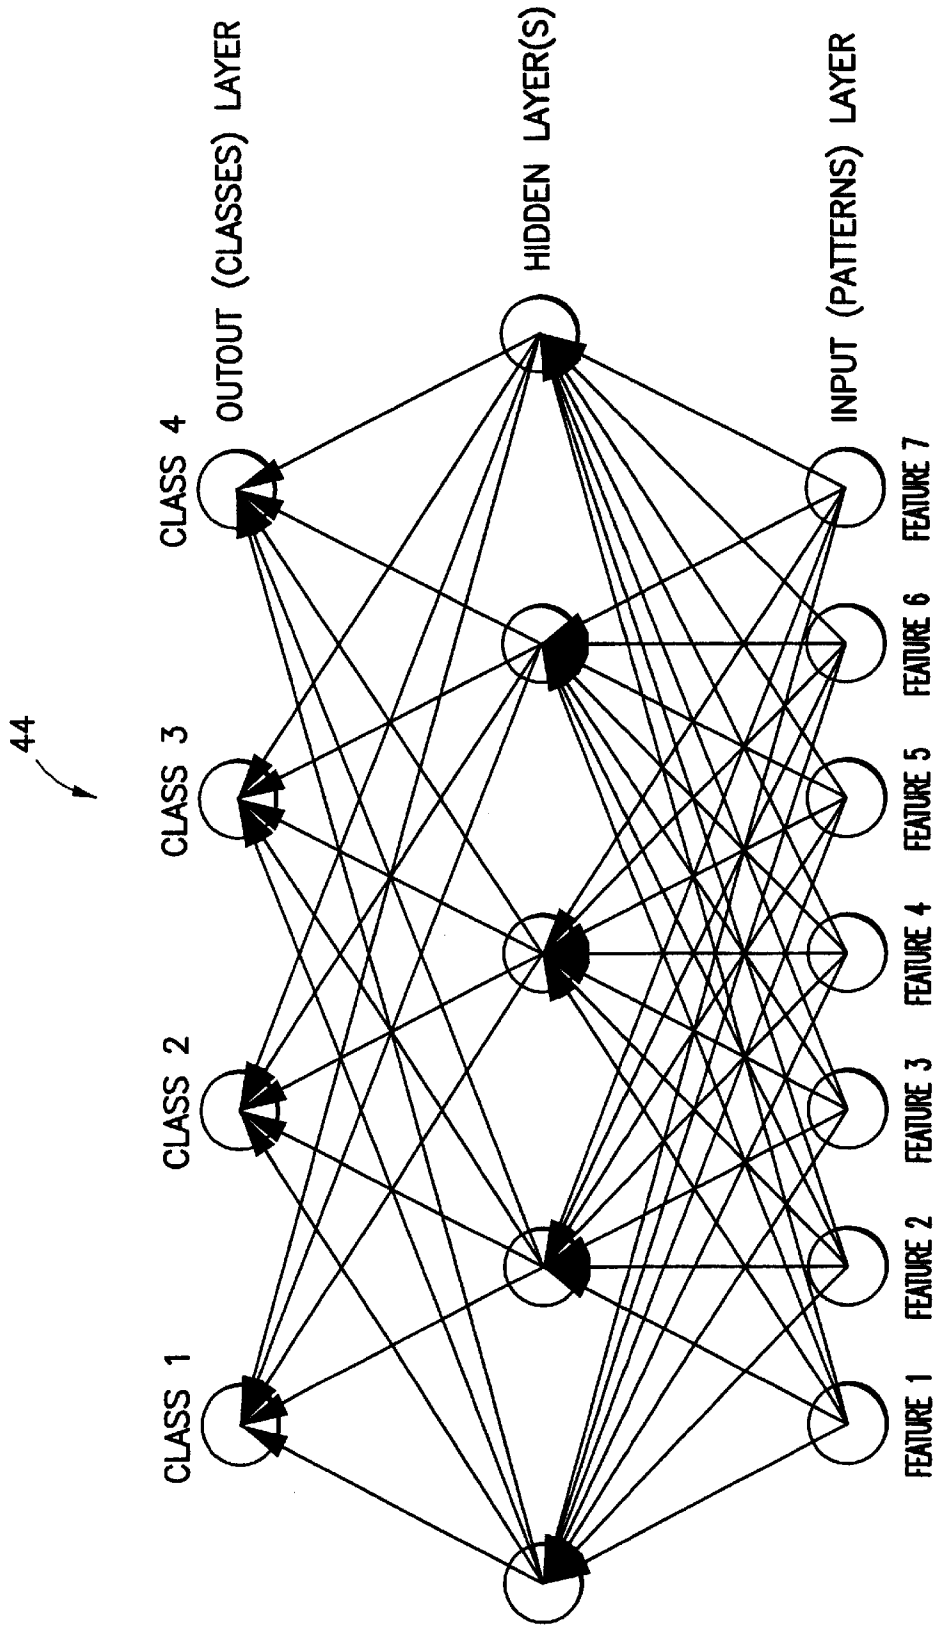 44
CLASS 1
CLASS 2
CLASS 3
CLASS 4
OUTOUT (CLASSES) LAYER
HIDDEN LAYER(S)
INPUT (PATTERNS) LAYER
FEATURE 1
FEATURE 2
FEATURE 3
FEATURE 4
FEATURE 5
FEATURE 6
FEATURE 7